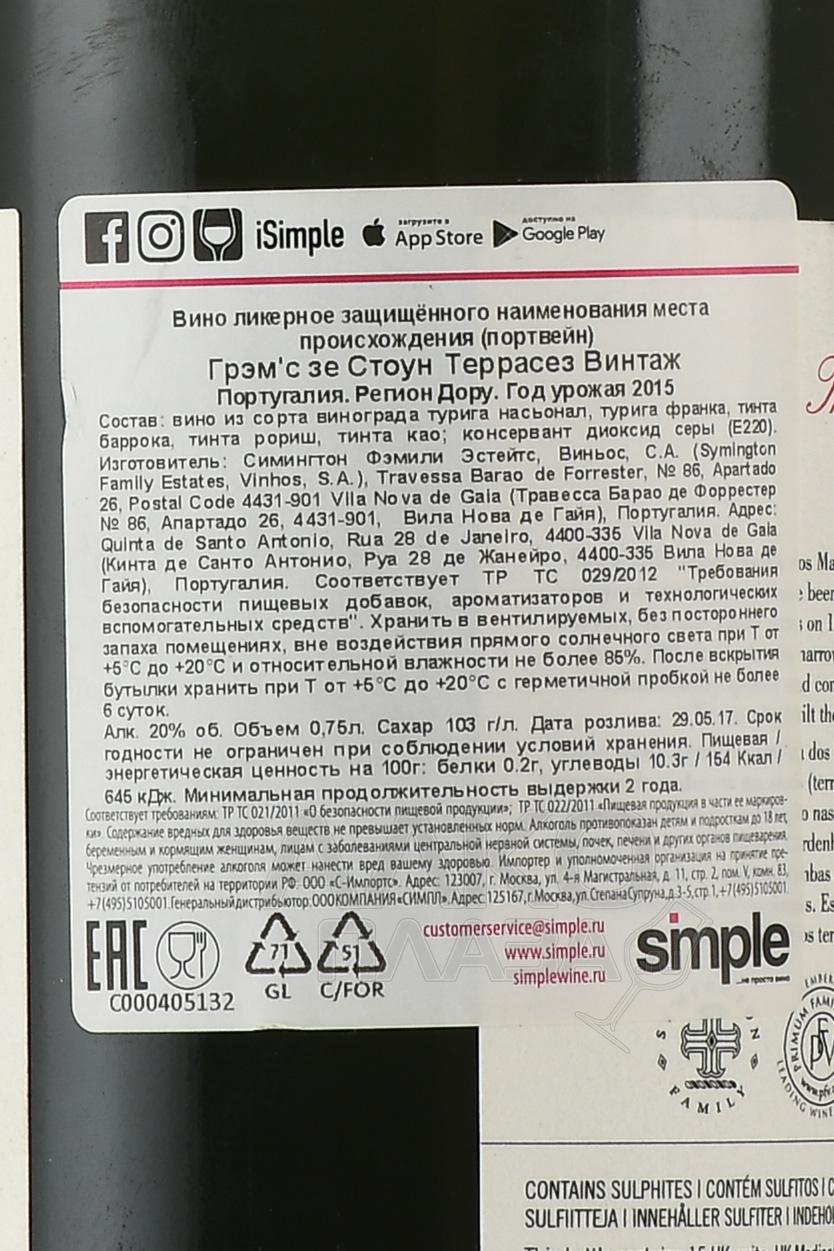 iSimple загрузите в App Store доступно на Google Play
Вино ликерное защищённого наименования места
происхождения (портвейн)
Грэм'с зе Стоун Террасез Винтаж
Португалия. Регион Дору. Год урожая 2015
Состав: вино из сорта винограда турига насьонал, турига франка, тинта
баррока, тинта рориш, тинта као; консервант диоксид серы (Е220).
Изготовитель: Симингтон Фэмили Эстейтс, Виньос, С.А. (Symington
Family Estates, Vinhos, S.A.), Travessa Barao de Forrester, № 86, Apartado
26, Postal Code 4431-901 Vila Nova de Gaia (Травесса Барао де Форрестер
№ 86, Апартадо 26, 4431-901, Вила Нова де Гайя), Португалия. Адрес:
Quinta de Santo Antonio, Rua 28 de Janeiro, 4400-335 Vila Nova de Gaia
(Кинта де Санто Антонио, Руа 28 де Жанейро, 4400-335 Вила Нова де
Гайя), Португалия. Соответствует ТР ТС 029/2012 "Требования
безопасности пищевых добавок, ароматизаторов и технологических
вспомогательных средств". Хранить в вентилируемых, без постороннего
запаха помещениях, вне воздействия прямого солнечного света при Т от
+5°С до +20°С и относительной влажности не более 85%. После вскрытия
бутылки хранить при Т от +5°С до +20°С с герметичной пробкой не более
6 суток.
Алк. 20% об. Объем 0,75л. Сахар 103 г/л. Дата розлива: 29.05.17. Срок
годности не ограничен при соблюдении условий хранения. Пищевая /
энергетическая ценность на 100г: белки 0.2г, углеводы 10.3г / 154 Ккал /
645 кДж. Минимальная продолжительность выдержки 2 года.
Соответствует требованиям: ТР ТС 021/2011 «О безопасности пищевой продукции»; ТР ТС 022/2011 «Пищевая продукция в части ее маркиров-
ки». Содержание вредных для здоровья веществ не превышает установленных норм. Алкоголь противопоказан детям и подросткам до 18 лет,
беременным и кормящим женщинам, лицам с заболеваниями центральной нервной системы, почек, печени и других органов пищеварения.
Чрезмерное употребление алкоголя может нанести вред вашему здоровью. Импортер и уполномоченная организация на принятие пре-
тензий от потребителей на территории РФ: ООО «С-Импортс». Адрес: 123007, г. Москва, ул. 4-я Магистральная, д. 11, стр. 2, пом. V, комн. 83,
+7(495)5105001. Генеральный дистрибьютор: ООО КОМПАНИЯ «СИМПЛ». Адрес: 125167, г. Москва, ул. Степана Супруна, д. 3-5, стр. 1, +7(495)5105001.
EAC
C000405132
71
GL
51
C/FOR
customerservice@simple.ru
www.simple.ru
simplewine.ru
simple
...не просто вино
FAMILY
PRIMUM FAMI
LEADING WIN
PFV
CONTAINS SULPHITES | CONTÉM SULFITOS |
SULFIITTEJA | INNEHÅLLER SULFITER |